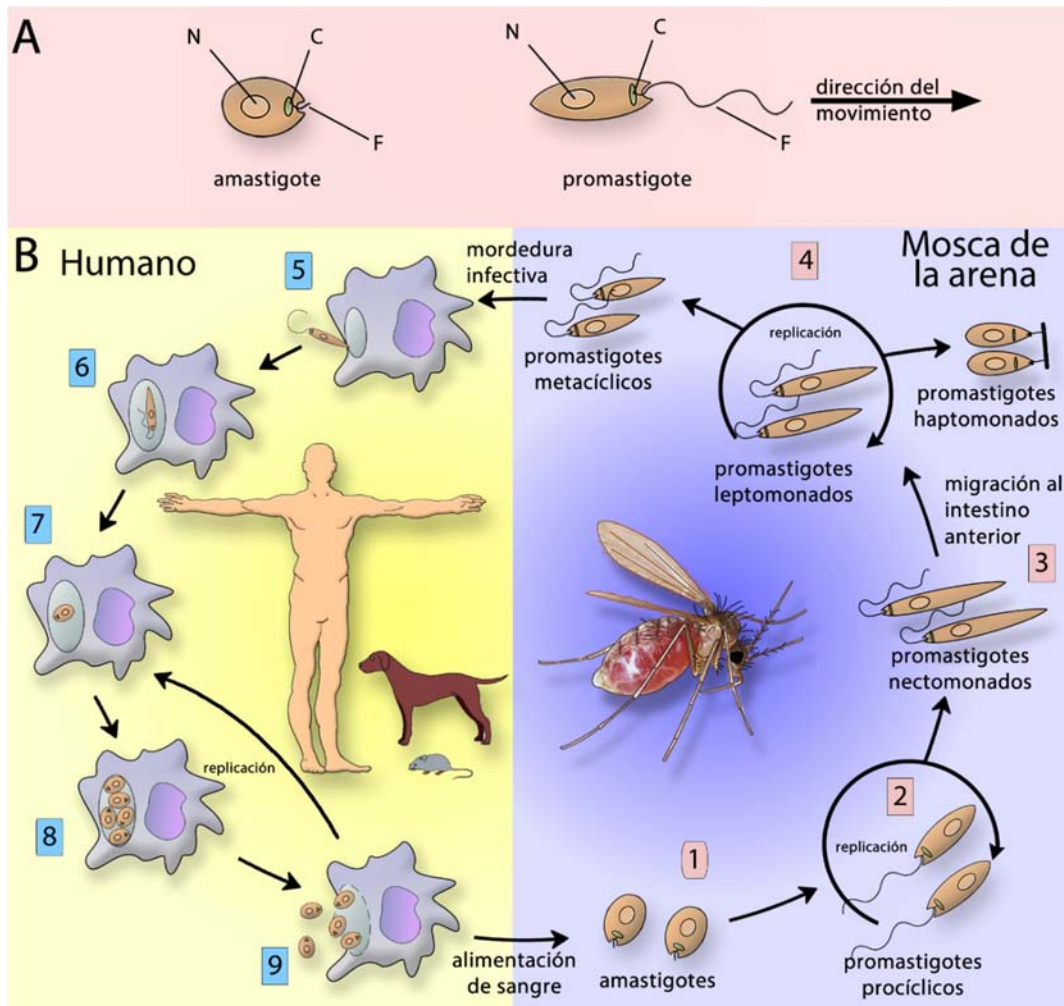 A
N
C
F
amastigote
N
C
F
promastigote
dirección del
movimiento
B
Humano
Mosca de
la arena
5
mordedura
infectiva
4
replicación
promastigotes
metacíclicos
promastigotes
haptomonados
promastigotes
leptomonados
6
migración al
intestino
anterior
7
3
promastigotes
nectomonados
replicación
8
2
replicación
1
9
alimentación
de sangre
amastigotes
promastigotes
procíclicos